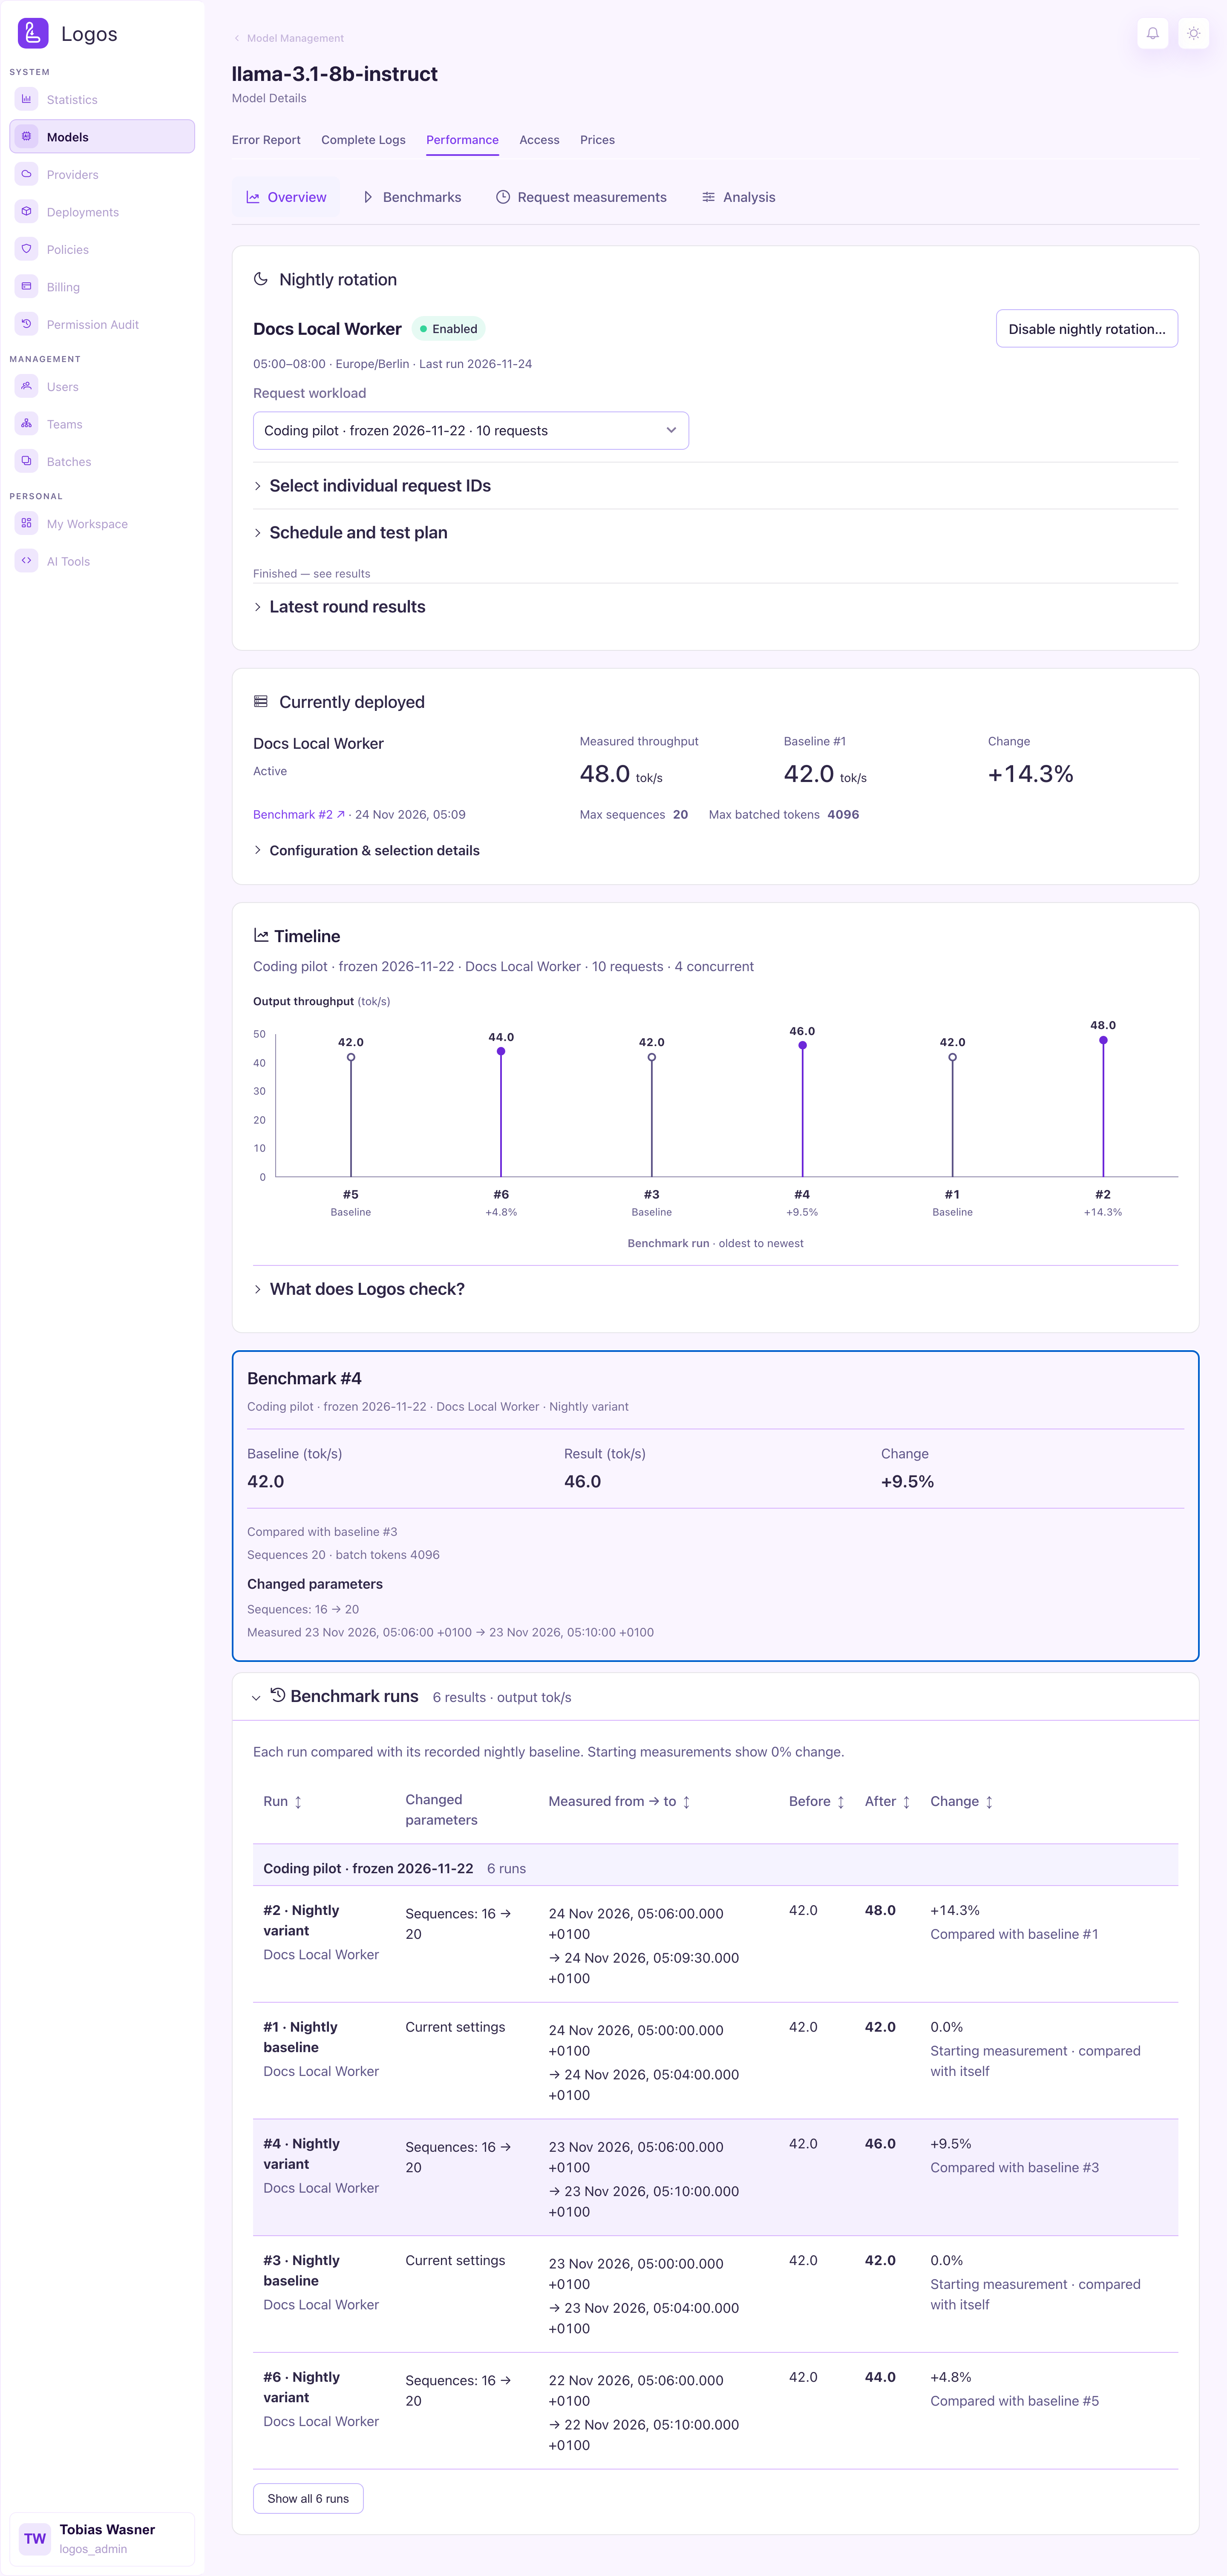 Logos
SYSTEM
Statistics
Models
Providers
Deployments
Policies
Billing
Permission Audit
MANAGEMENT
Users
Teams
Batches
PERSONAL
My Workspace
AI Tools
TW
Tobias Wasner
logos_admin
Model Management
llama-3.1-8b-instruct
Model Details
Error Report Complete Logs Performance Access Prices
Overview Benchmarks Request measurements Analysis
Nightly rotation
Docs Local Worker Enabled Disable nightly rotation...
05:00–08:00 · Europe/Berlin · Last run 2026-11-24
Request workload
Coding pilot · frozen 2026-11-22 · 10 requests
Select individual request IDs
Schedule and test plan
Finished — see results
Latest round results
Currently deployed
Docs Local Worker Measured throughput Baseline #1 Change
Active 48.0 tok/s 42.0 tok/s +14.3%
Benchmark #2 ↗ · 24 Nov 2026, 05:09 Max sequences 20 Max batched tokens 4096
Configuration & selection details
Timeline
Coding pilot · frozen 2026-11-22 · Docs Local Worker · 10 requests · 4 concurrent
Output throughput (tok/s)
50
40
30
20
10
0
42.0 44.0 42.0 46.0 42.0 48.0
#5 #6 #3 #4 #1 #2
Baseline +4.8% Baseline +9.5% Baseline +14.3%
Benchmark run · oldest to newest
What does Logos check?
Benchmark #4
Coding pilot · frozen 2026-11-22 · Docs Local Worker · Nightly variant
Baseline (tok/s) Result (tok/s) Change
42.0 46.0 +9.5%
Compared with baseline #3
Sequences 20 · batch tokens 4096
Changed parameters
Sequences: 16 → 20
Measured 23 Nov 2026, 05:06:00 +0100 → 23 Nov 2026, 05:10:00 +0100
Benchmark runs 6 results · output tok/s
Each run compared with its recorded nightly baseline. Starting measurements show 0% change.
Run ↕ Changed parameters Measured from → to ↕ Before ↕ After ↕ Change ↕
Coding pilot · frozen 2026-11-22 6 runs
#2 · Nightly
variant
Docs Local Worker
Sequences: 16 →
20
24 Nov 2026, 05:06:00.000
+0100
→ 24 Nov 2026, 05:09:30.000
+0100
42.0
48.0
+14.3%
Compared with baseline #1
#1 · Nightly
baseline
Docs Local Worker
Current settings
24 Nov 2026, 05:00:00.000
+0100
→ 24 Nov 2026, 05:04:00.000
+0100
42.0
42.0
0.0%
Starting measurement · compared
with itself
#4 · Nightly
variant
Docs Local Worker
Sequences: 16 →
20
23 Nov 2026, 05:06:00.000
+0100
→ 23 Nov 2026, 05:10:00.000
+0100
42.0
46.0
+9.5%
Compared with baseline #3
#3 · Nightly
baseline
Docs Local Worker
Current settings
23 Nov 2026, 05:00:00.000
+0100
→ 23 Nov 2026, 05:04:00.000
+0100
42.0
42.0
0.0%
Starting measurement · compared
with itself
#6 · Nightly
variant
Docs Local Worker
Sequences: 16 →
20
22 Nov 2026, 05:06:00.000
+0100
→ 22 Nov 2026, 05:10:00.000
+0100
42.0
44.0
+4.8%
Compared with baseline #5
Show all 6 runs